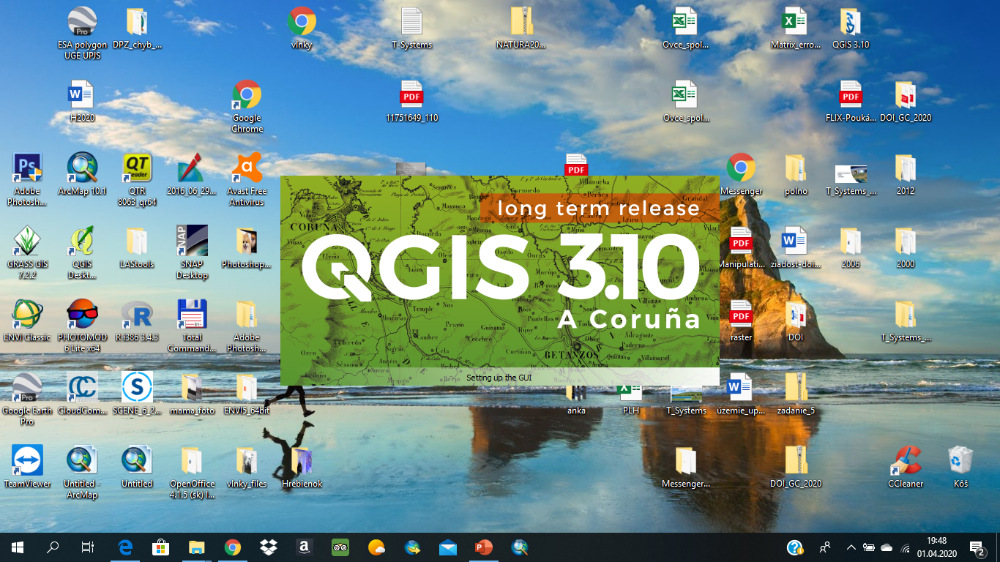 ESA polygon
UGE UPJS
DPZ_chyb_...
vlnky
T-Systems
NATURA20...
Ovce_spol...
Matrix_erro...
QGIS 3.10
H2020
Google
Chrome
11751649_110
Ovce_spol...
FLIX-Pouká...
DOI_GC_2020
Adobe
Photosh...
ArcMap 10.1
QTR
8063_qr64
2016_06_29...
Avast Free
Antivirus
Messenger
polno
T_Systems_...
2012
long term release
QGIS 3.10
A Coruña
CORUÑA
BETANZOS
Setting up the GUI
GRASS GIS
7.2.2
QGIS
Deskt...
LAStools
SNAP
Desktop
Photoshop...
Manipulati...
ziadost-doi...
2006
2000
ENVI Classic
PHOTOMOD
6 Lite x64
R i386 3.4.3
Total
Command...
Adobe
Photosh...
raster
DOI
T_Systems_...
Google Earth
Pro
CloudCom...
SCENE_6_2...
mama_foto
ENVI5_64bit
anka
PLH
T_Systems
územie_up...
zadanie_5
TeamViewer
Untitled -
ArcMap
Untitled
OpenOffice
4.1.5 (sk) I...
vlnky_files
Hrebienok
Messenger...
DOI_GC_2020
CCleaner
Kôš
19:48
01.04.2020
2